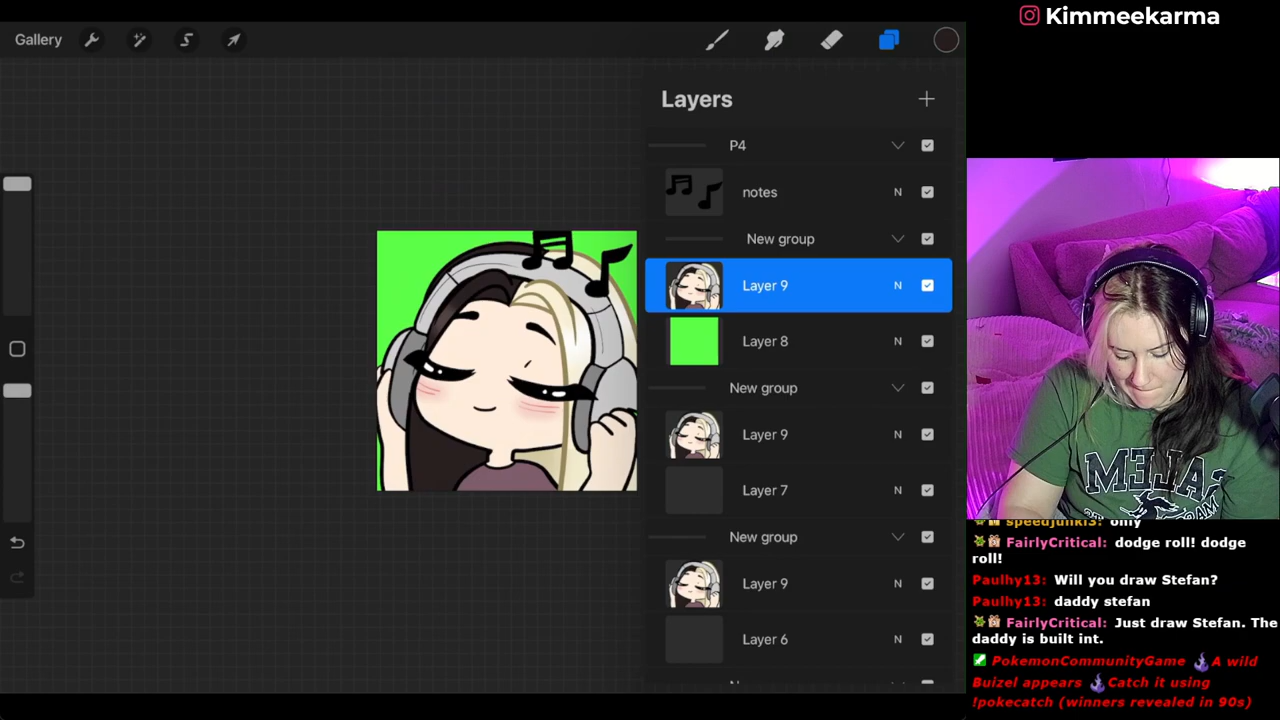 Kimmeekarma
Gallery
Layers
P4
notes N
New group
Layer 9 N
Layer 8 N
New group
Layer 9 N
Layer 7 N
New group
Layer 9 N
Layer 6 N
SALEM
speedjunki3: only
FairlyCritical: dodge roll! dodge
roll!
Paulhy13: Will you draw Stefan?
Paulhy13: daddy stefan
FairlyCritical: Just draw Stefan. The
daddy is built int.
PokemonCommunityGame A wild
Buizel appears Catch it using
!pokecatch (winners revealed in 90s)